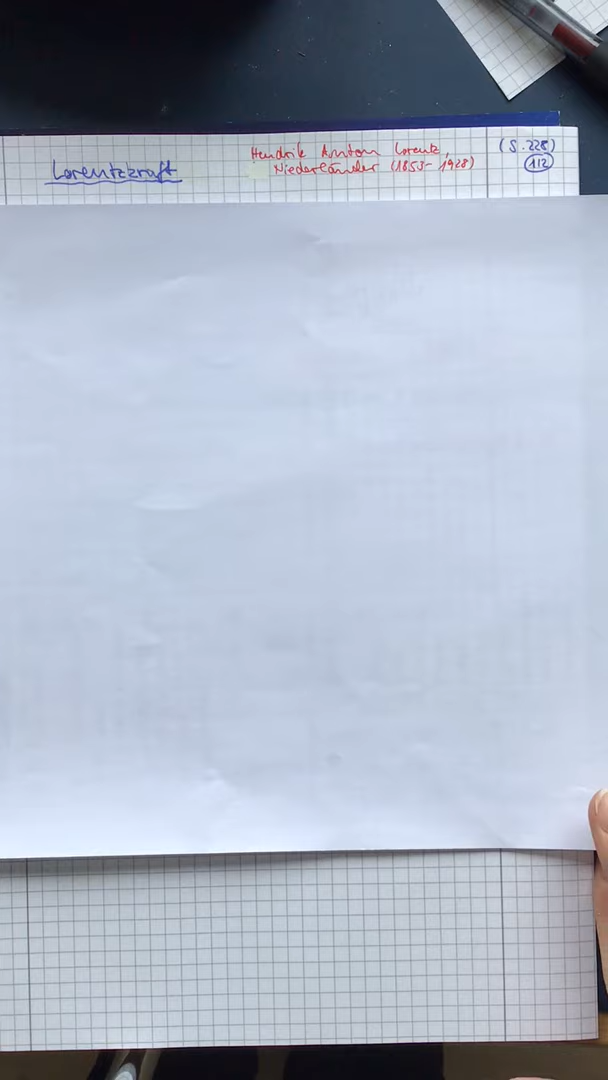 Hendrik Anton Lorentz,
Niederländer (1853-1928)
Lorentzkraft
(S. 228)
112